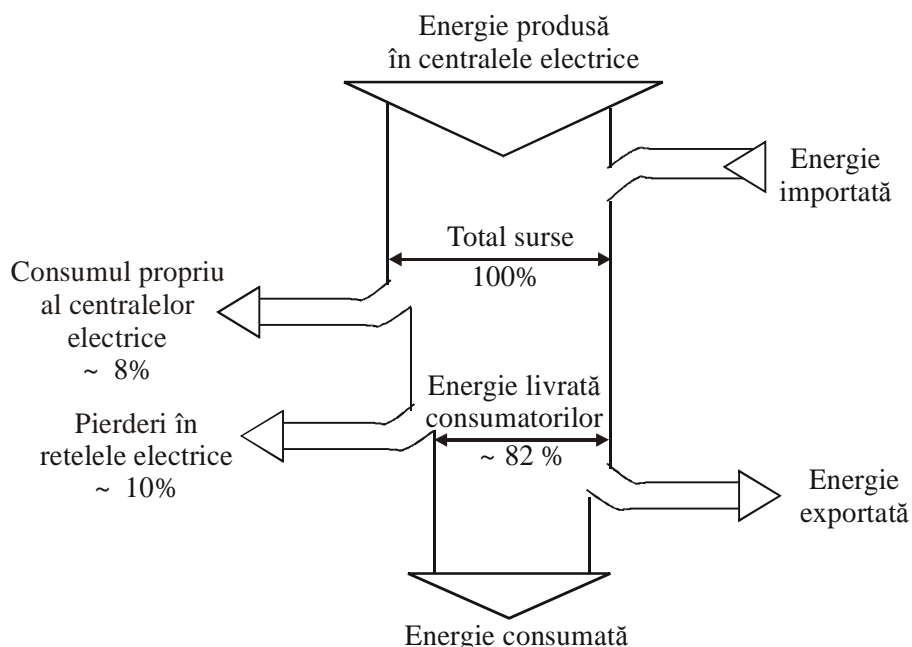 Energie produsă
în centralele electrice
Energie
importată
Total surse
100%
Consumul propriu
al centralelor
electrice
~ 8%
Energie livrată
consumatorilor
~ 82 %
Pierderi în
retelele electrice
~ 10%
Energie
exportată
Energie consumată